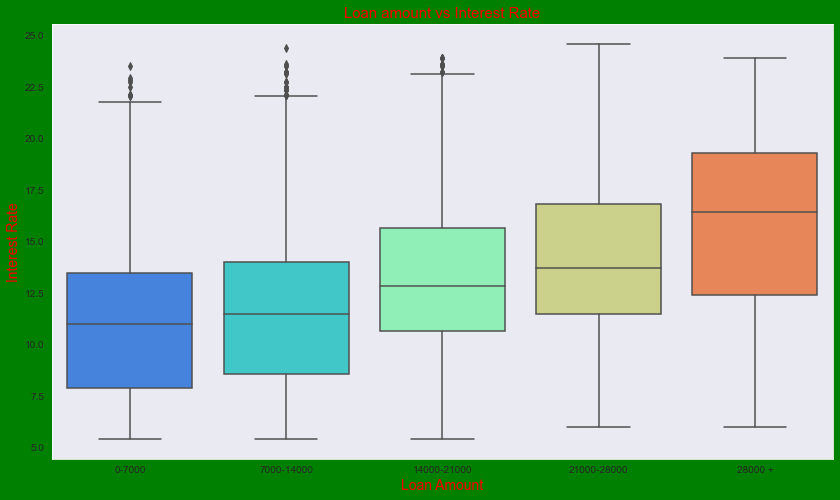 Loan amount vs Interest Rate
Interest Rate
25.0
22.5
20.0
17.5
15.0
12.5
10.0
7.5
5.0
0-7000 7000-14000 14000-21000 21000-28000 28000 +
Loan Amount